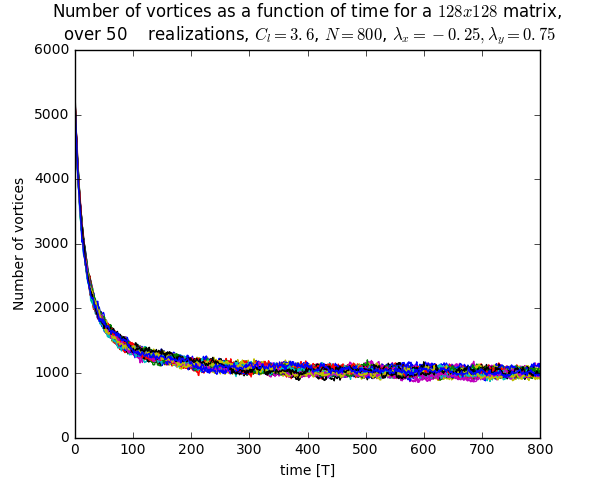 Number of vortices as a function of time for a 128x128 matrix,
over 50 realizations, C_l = 3.6, N = 800, λ_x = −0.25, λ_y = 0.75
6000
5000
4000
3000
2000
1000
0
Number of vortices
0 100 200 300 400 500 600 700 800
time [T]